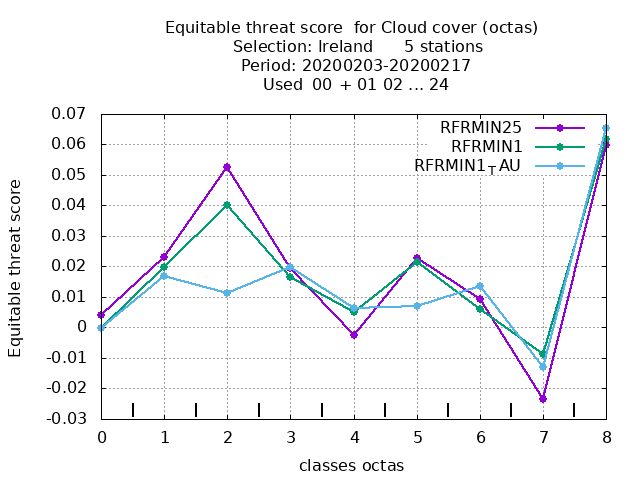 Equitable threat score  for Cloud cover (octas)
Selection: Ireland      5 stations
Period: 20200203-20200217
Used  00 + 01 02 ... 24
RFRMIN25
RFRMIN1
RFRMIN1TAU
Equitable threat score
0.07
0.06
0.05
0.04
0.03
0.02
0.01
0
-0.01
-0.02
-0.03
0 1 2 3 4 5 6 7 8
classes octas